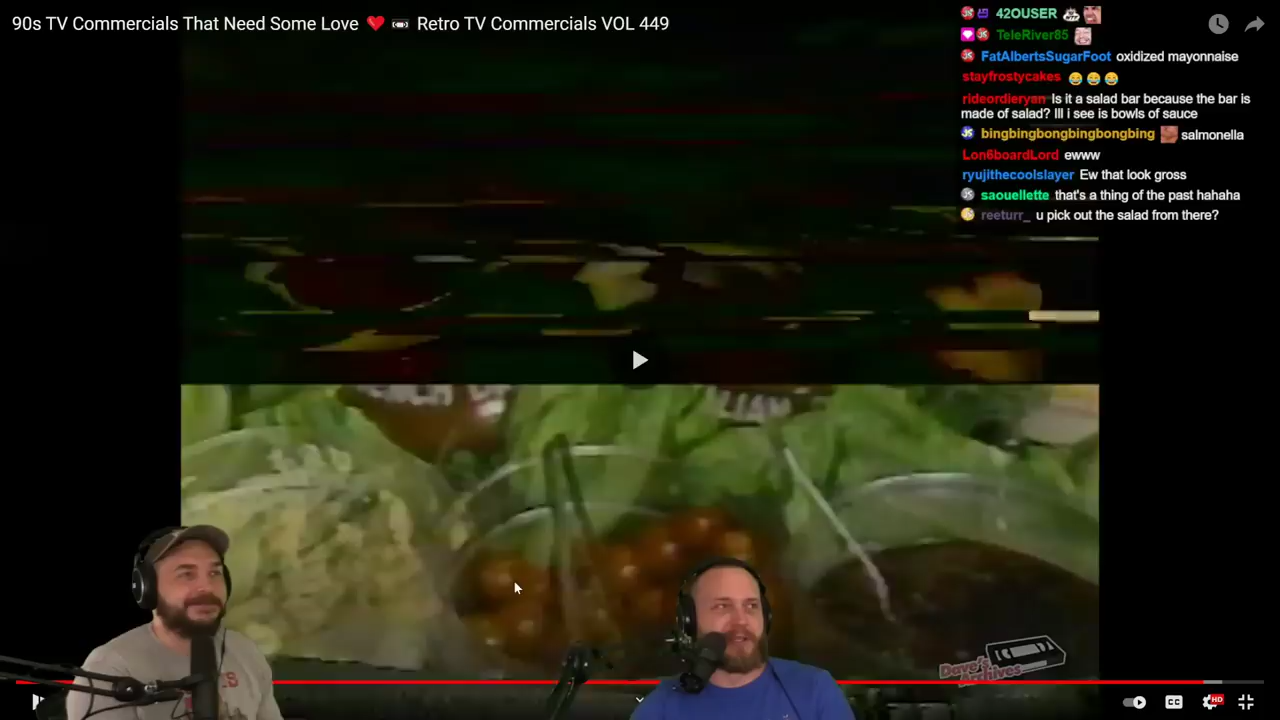 90s TV Commercials That Need Some Love ❤️ 📼 Retro TV Commercials VOL 449
42OUSER
TeleRiver85
FatAlbertsSugarFoot oxidized mayonnaise
stayfrostycakes 😂 😂 😂
rideordieryan Is it a salad bar because the bar is
made of salad? lll i see is bowls of sauce
bingbingbongbingbongbing salmonella
Lon6boardLord ewww
ryujithecoolslayer Ew that look gross
saouellette that's a thing of the past hahaha
reeturr_ u pick out the salad from there?
Dave's
Archives
CC
HD